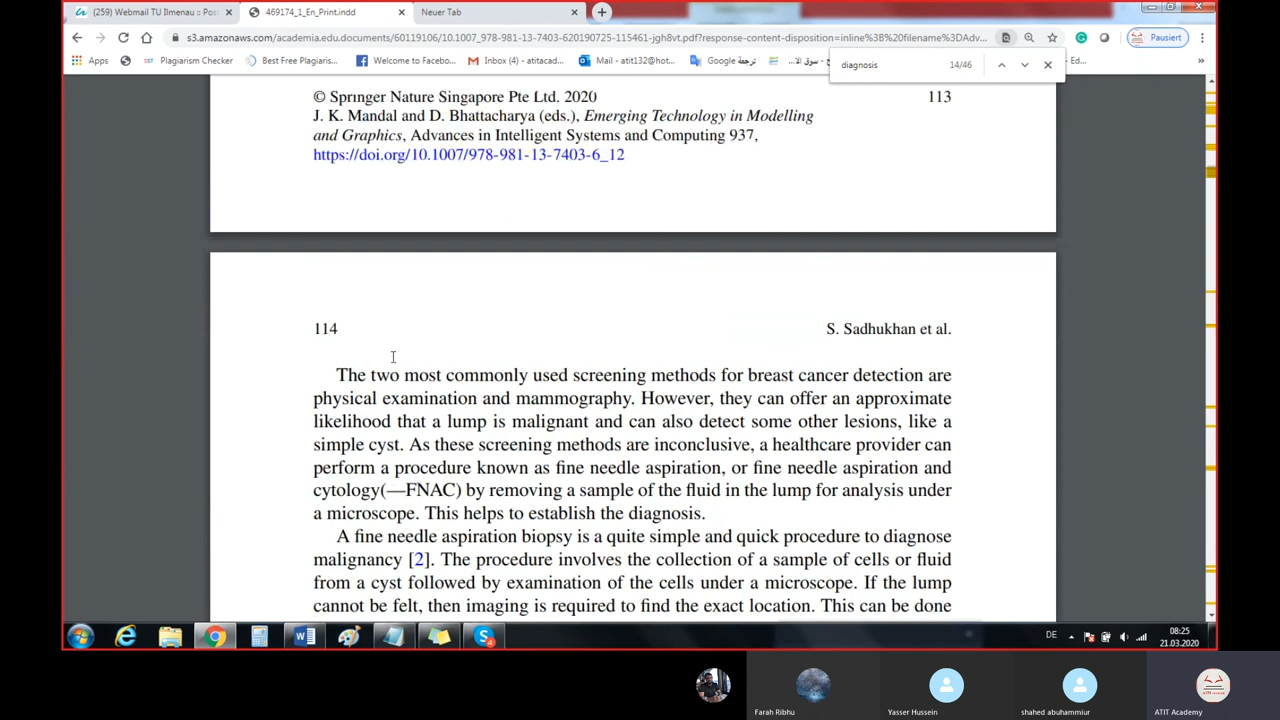 (259) Webmail TU Ilmenau :: Pos
469174_1_En_Print.indd
Neuer Tab
s3.amazonaws.com/academia.edu.documents/60119106/10.1007_978-981-13-7403-620190725-115461-jgh8vt.pdf?response-content-disposition=inline%3B%20filename%3DAdv...
Pausiert
Apps
Plagiarism Checker
Best Free Plagiaris...
Welcome to Facebo...
Inbox (60) - atitacad...
Mail - atit132@hot...
ترجمة Google
سوق الا...
Ed...
»
diagnosis
14/46
© Springer Nature Singapore Pte Ltd. 2020
113
J. K. Mandal and D. Bhattacharya (eds.), Emerging Technology in Modelling
and Graphics, Advances in Intelligent Systems and Computing 937,
https://doi.org/10.1007/978-981-13-7403-6_12
114
S. Sadhukhan et al.
The two most commonly used screening methods for breast cancer detection are
physical examination and mammography. However, they can offer an approximate
likelihood that a lump is malignant and can also detect some other lesions, like a
simple cyst. As these screening methods are inconclusive, a healthcare provider can
perform a procedure known as fine needle aspiration, or fine needle aspiration and
cytology(—FNAC) by removing a sample of the fluid in the lump for analysis under
a microscope. This helps to establish the diagnosis.
A fine needle aspiration biopsy is a quite simple and quick procedure to diagnose
malignancy [2]. The procedure involves the collection of a sample of cells or fluid
from a cyst followed by examination of the cells under a microscope. If the lump
cannot be felt, then imaging is required to find the exact location. This can be done
DE
08:25
21.03.2020
Farah Ribhu
Yasser Hussein
shahed abuhammiur
ATIT Academy